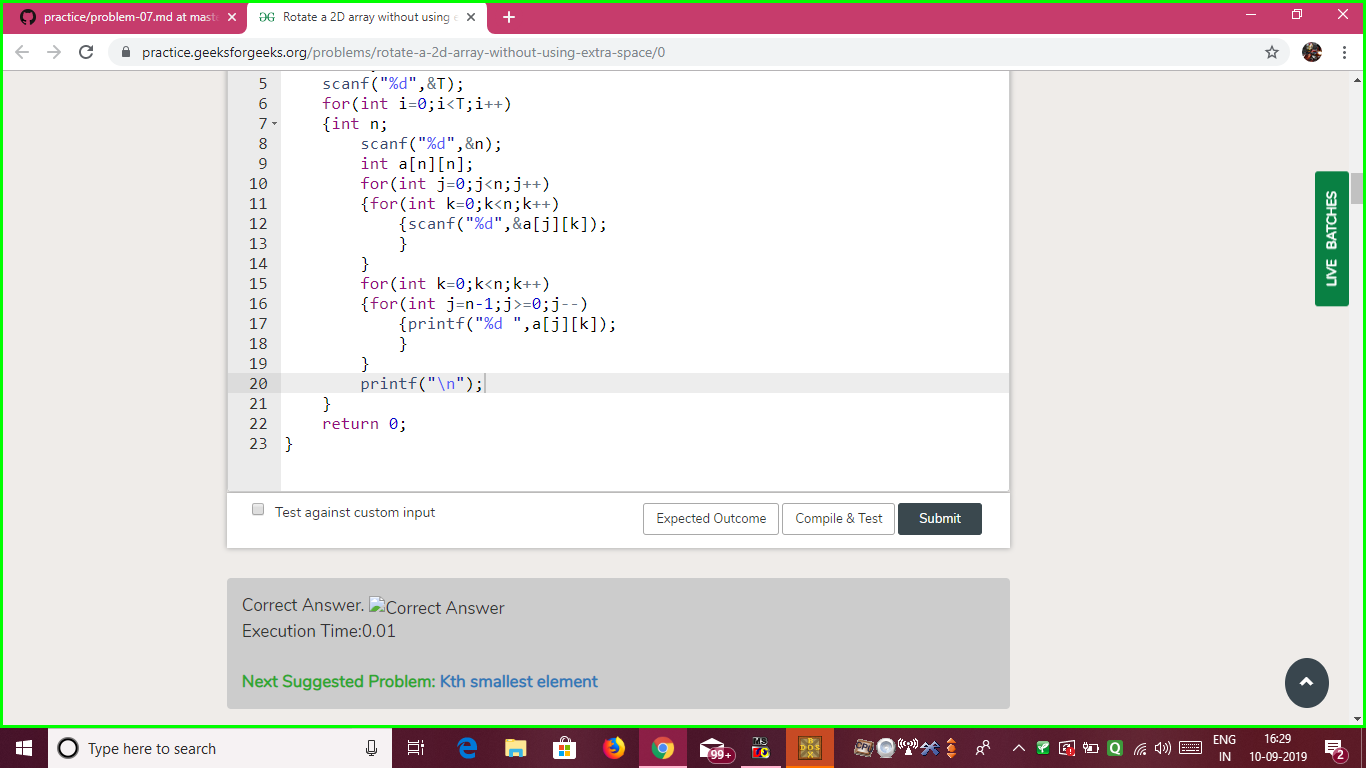 practice/problem-07.md at mast
Rotate a 2D array without using e
practice.geeksforgeeks.org/problems/rotate-a-2d-array-without-using-extra-space/0
5 scanf("%d",&T);
6 for(int i=0;i<T;i++)
7 {int n;
8 scanf("%d",&n);
9 int a[n][n];
10 for(int j=0;j<n;j++)
11 {for(int k=0;k<n;k++)
12 {scanf("%d",&a[j][k]);
13 }
14 }
15 for(int k=0;k<n;k++)
16 {for(int j=n-1;j>=0;j--)
17 {printf("%d ",a[j][k]);
18 }
19 }
20 printf("\n");
21 }
22 return 0;
23 }
LIVE BATCHES
Test against custom input
Expected Outcome
Compile & Test
Submit
Correct Answer. Correct Answer
Execution Time:0.01
Next Suggested Problem: Kth smallest element
Type here to search
99+
ENG
IN
16:29
10-09-2019
2